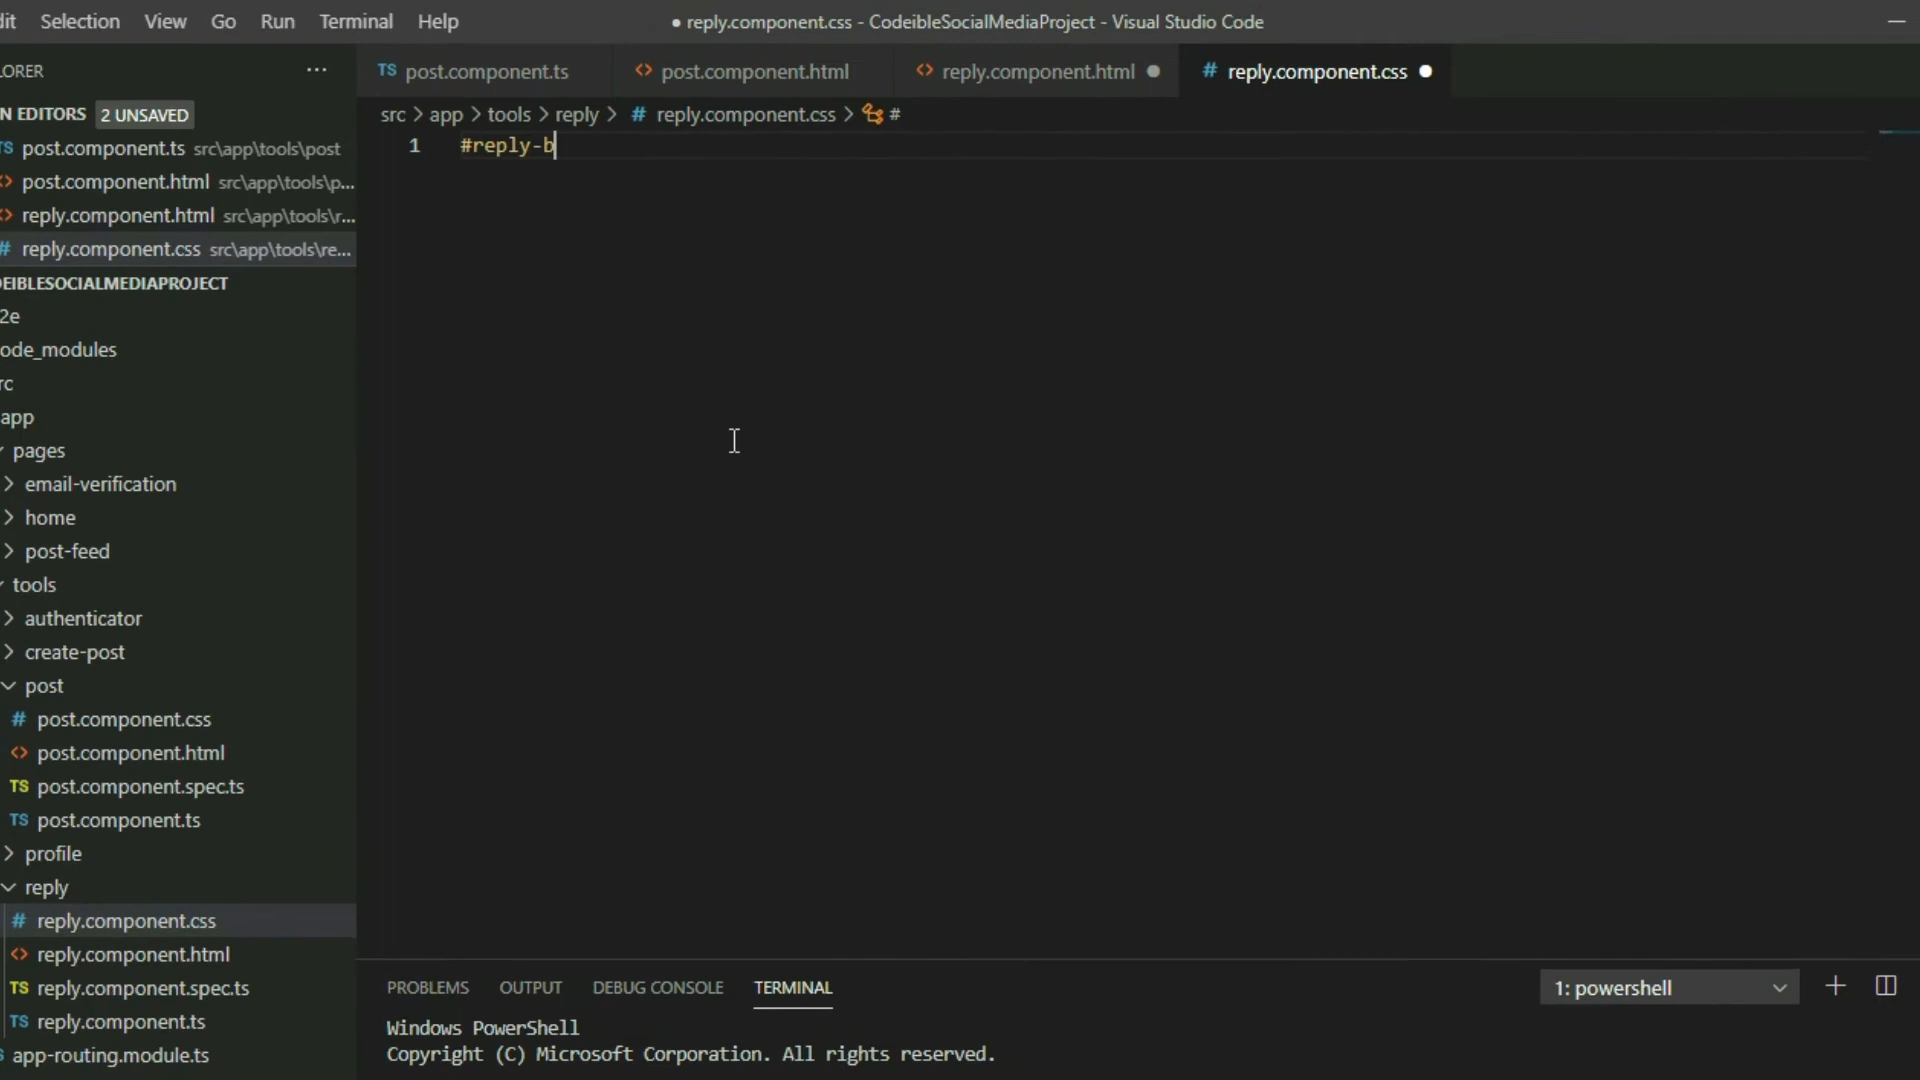 dit Selection View Go Run Terminal Help
● reply.component.css - CodeibleSocialMediaProject - Visual Studio Code
LORER
TS post.component.ts
<> post.component.html
<> reply.component.html
# reply.component.css
N EDITORS 2 UNSAVED
src > app > tools > reply > # reply.component.css > #
TS post.component.ts src\app\tools\post
<> post.component.html src\app\tools\p...
<> reply.component.html src\app\tools\r...
# reply.component.css src\app\tools\re...
1 #reply-b
DEIBLESOCIALMEDIAPROJECT
2e
ode_modules
rc
app
pages
email-verification
home
post-feed
tools
authenticator
create-post
post
# post.component.css
<> post.component.html
TS post.component.spec.ts
TS post.component.ts
profile
reply
# reply.component.css
<> reply.component.html
TS reply.component.spec.ts
TS reply.component.ts
app-routing.module.ts
PROBLEMS OUTPUT DEBUG CONSOLE TERMINAL
1: powershell
Windows PowerShell
Copyright (C) Microsoft Corporation. All rights reserved.